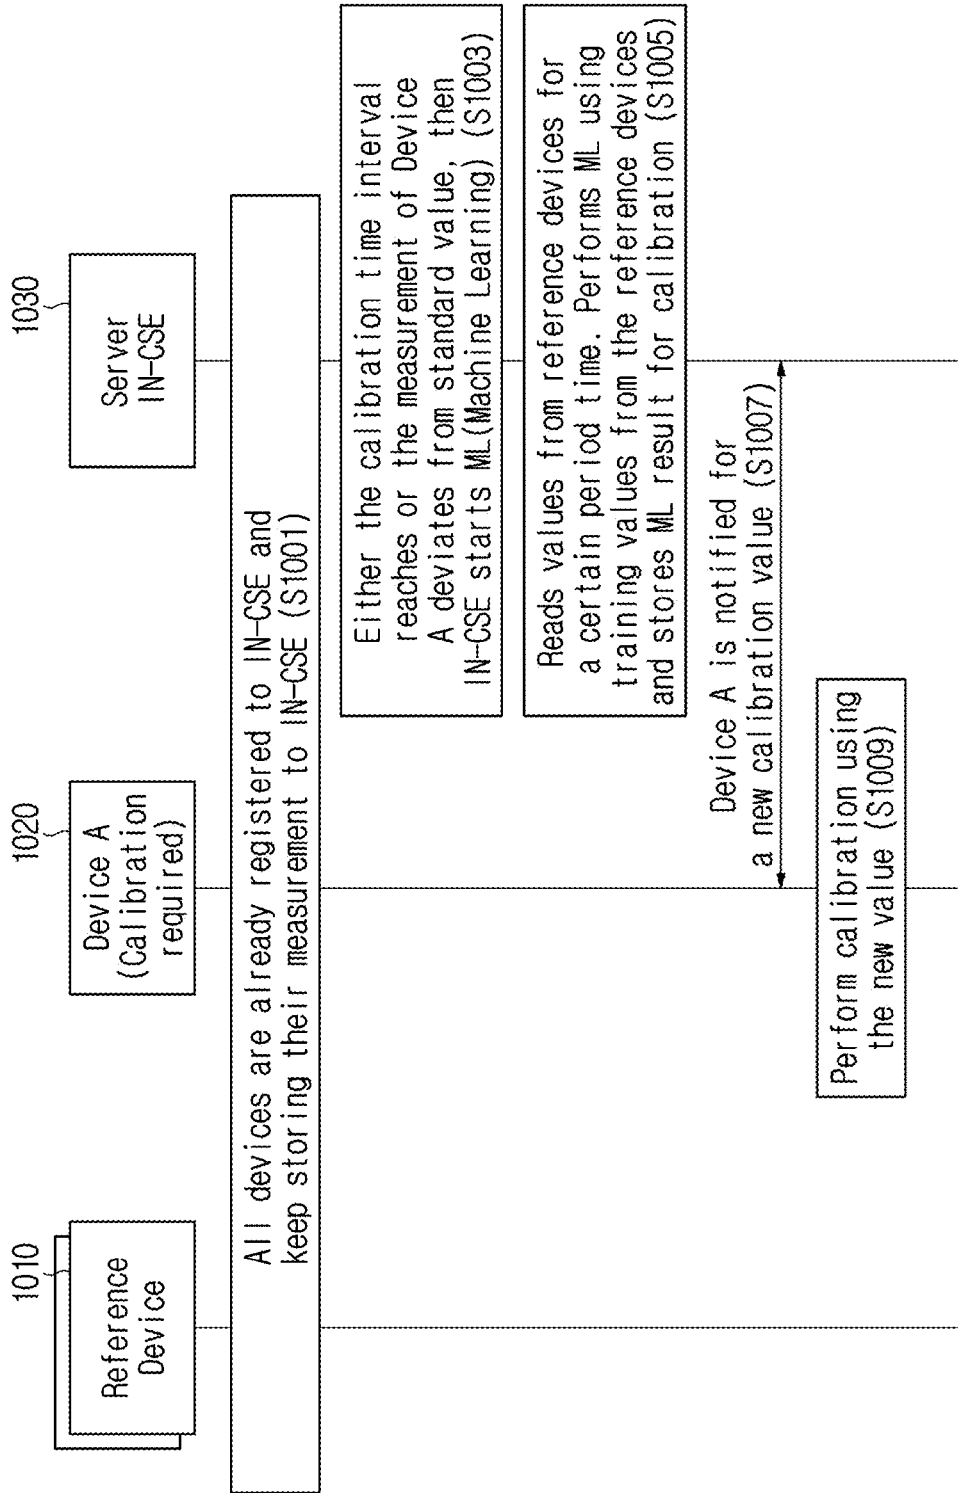 1010
Reference
Device
1020
Device A
(Calibration
required)
1030
Server
IN-CSE
All devices are already registered to IN-CSE and
keep storing their measurement to IN-CSE (S1001)
Either the calibration time interval
reaches or the measurement of Device
A deviates from standard value, then
IN-CSE starts ML(Machine Learning) (S1003)
Reads values from reference devices for
a certain period time. Performs ML using
training values from the reference devices
and stores ML result for calibration (S1005)
Device A is notified for
a new calibration value (S1007)
Perform calibration using
the new value (S1009)